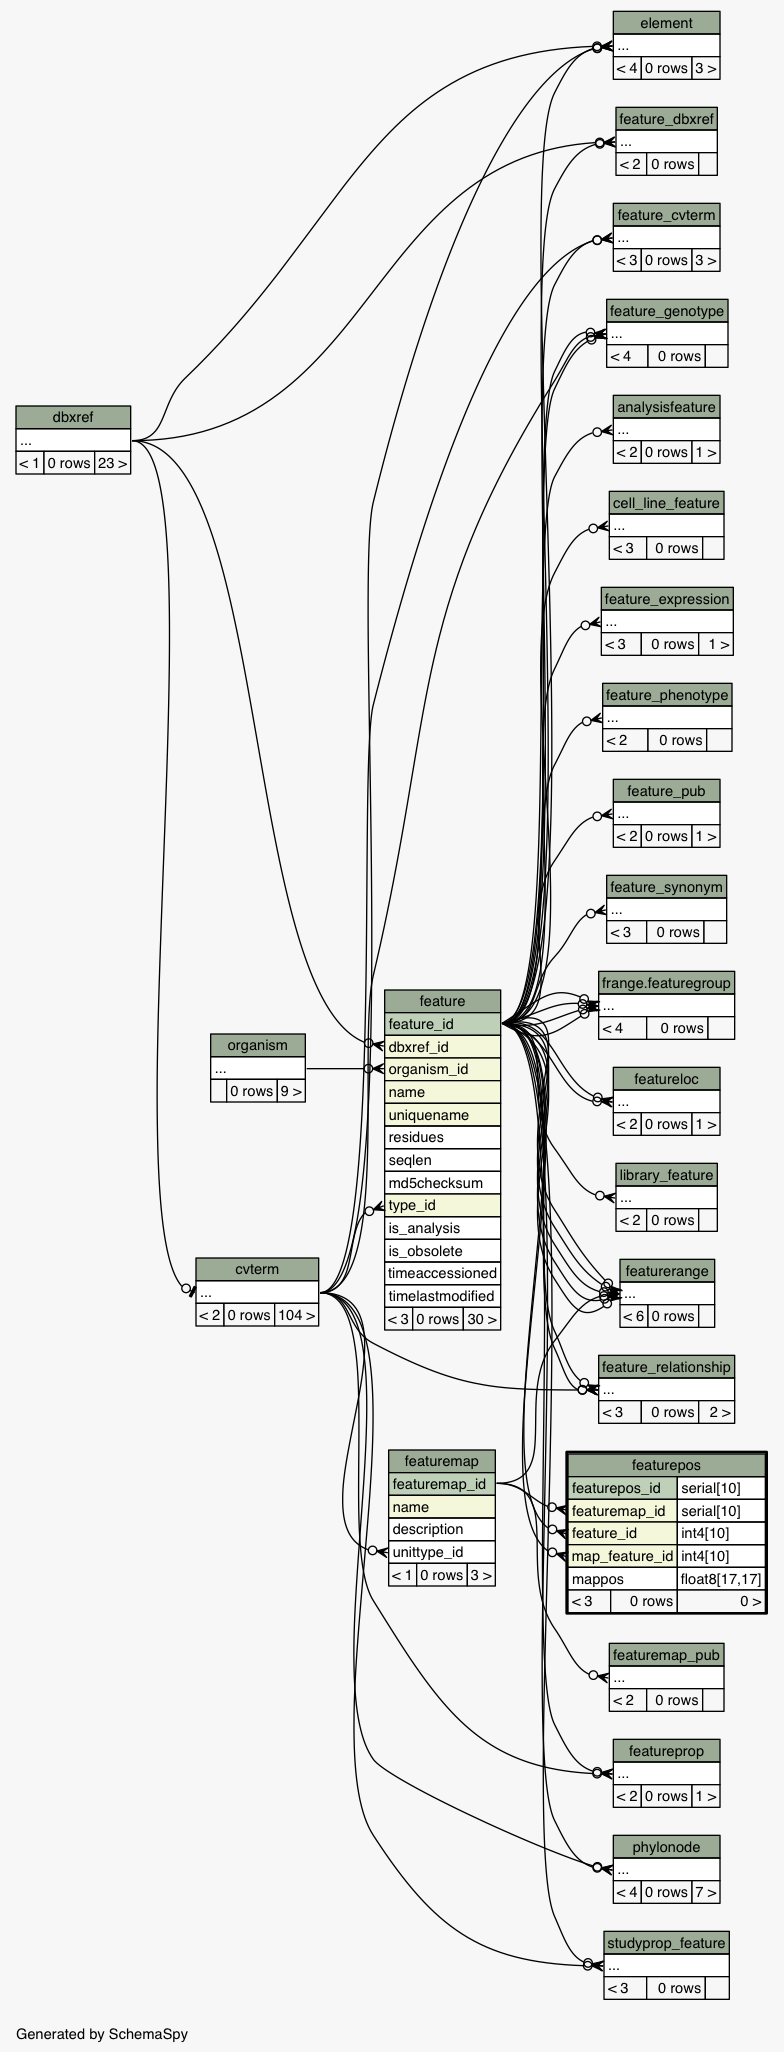 element
...
< 4 0 rows 3 >
feature_dbxref
...
< 2 0 rows
feature_cvterm
...
< 3 0 rows 3 >
feature_genotype
...
< 4 0 rows
dbxref
...
< 1 0 rows 23 >
analysisfeature
...
< 2 0 rows 1 >
cell_line_feature
...
< 3 0 rows
feature_expression
...
< 3 0 rows 1 >
feature_phenotype
...
< 2 0 rows
feature_pub
...
< 2 0 rows 1 >
feature_synonym
...
< 3 0 rows
frange.featuregroup
...
< 4 0 rows
feature
feature_id
dbxref_id
organism_id
name
uniquename
residues
seqlen
md5checksum
type_id
is_analysis
is_obsolete
timeaccessioned
timelastmodified
< 3 0 rows 30 >
organism
...
0 rows 9 >
featureloc
...
< 2 0 rows 1 >
library_feature
...
< 2 0 rows
cvterm
...
< 2 0 rows 104 >
featurerange
...
< 6 0 rows
feature_relationship
...
< 3 0 rows 2 >
featuremap
featuremap_id
name
description
unittype_id
< 1 0 rows 3 >
featurepos
featurepos_id serial[10]
featuremap_id serial[10]
feature_id int4[10]
map_feature_id int4[10]
mappos float8[17,17]
< 3 0 rows 0 >
featuremap_pub
...
< 2 0 rows
featureprop
...
< 2 0 rows 1 >
phylonode
...
< 4 0 rows 7 >
studyprop_feature
...
< 3 0 rows
Generated by SchemaSpy